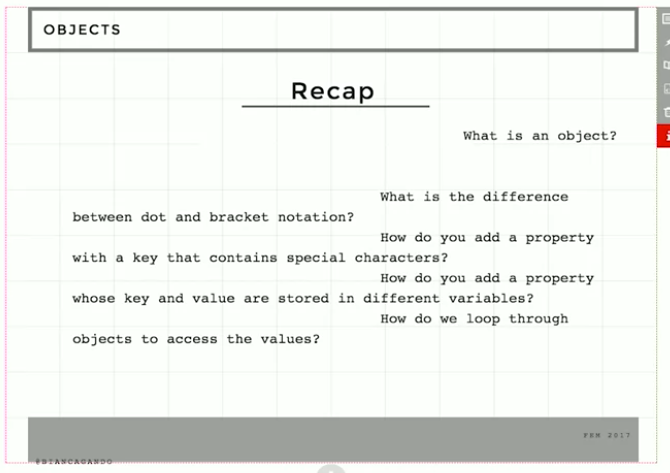 OBJECTS
Recap
What is an object?
What is the difference
between dot and bracket notation?
How do you add a property
with a key that contains special characters?
How do you add a property
whose key and value are stored in different variables?
How do we loop through
objects to access the values?
FEM 2017
@BIANCAGANDO